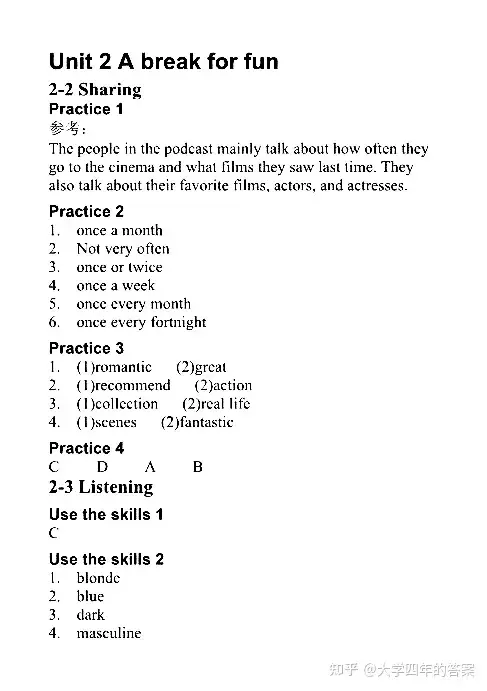 Unit 2 A break for fun
2-2 Sharing
Practice 1
参考:
The people in the podcast mainly talk about how often they
go to the cinema and what films they saw last time. They
also talk about their favorite films, actors, and actresses.
Practice 2
1. once a month
2. Not very often
3. once or twice
4. once a week
5. once every month
6. once every fortnight
Practice 3
1. (1)romantic (2)great
2. (1)recommend (2)action
3. (1)collection (2)real life
4. (1)scenes (2)fantastic
Practice 4
C D A B
2-3 Listening
Use the skills 1
C
Use the skills 2
1. blonde
2. blue
3. dark
4. masculine
知乎 @大学四年的答案